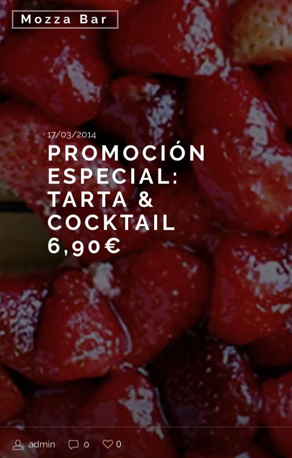 Mozza Bar
17/03/2014
PROMOCIÓN
ESPECIAL:
TARTA &
COCKTAIL
6,90€
admin 0 0